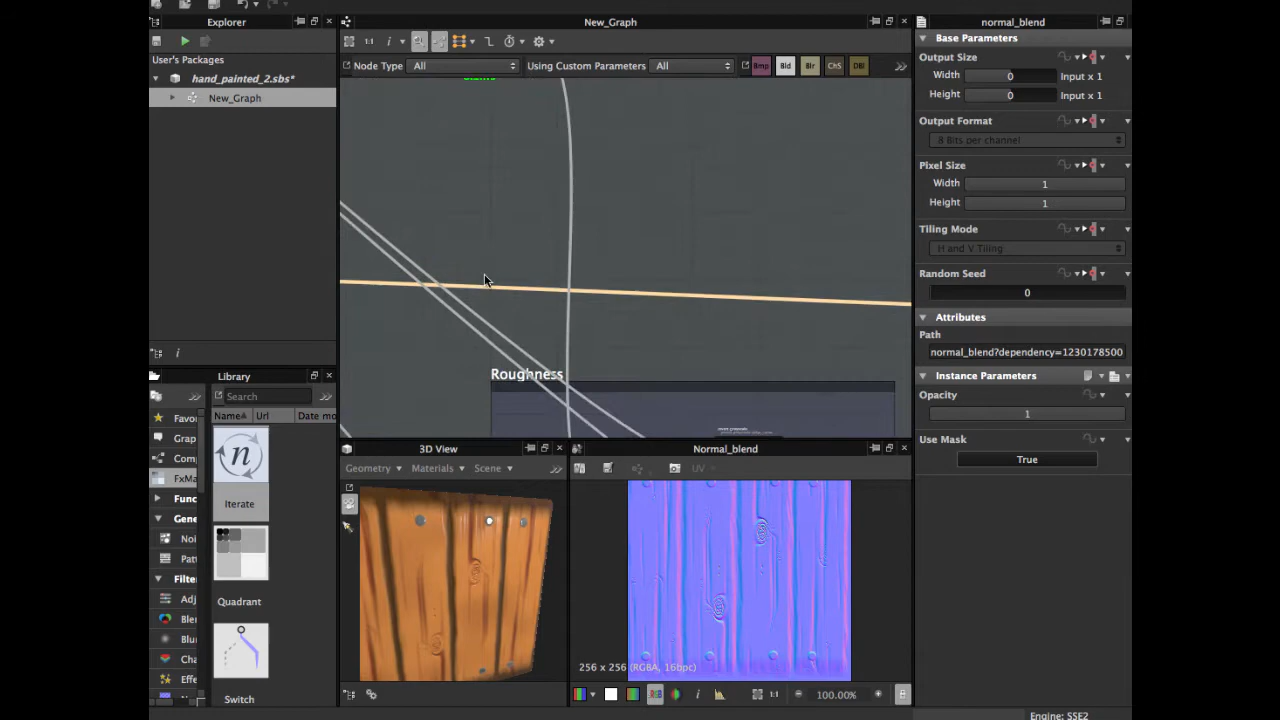 Explorer
New_Graph
normal_blend
User's Packages
hand_painted_2.sbs*
New_Graph
1:1
i
Node Type
All
Using Custom Parameters
All
Bmp
Bld
Blr
ChS
DBl
Roughness
Base Parameters
Output Size
Width
0
Input x 1
Height
0
Input x 1
Output Format
8 Bits per channel
Pixel Size
Width
1
Height
1
Tiling Mode
H and V Tiling
Random Seed
0
Attributes
Path
normal_blend?dependency=1230178500
Instance Parameters
Opacity
1
Use Mask
True
i
Library
Search
Name
Url
Date mo
Favo
Grap
Com
FxMa
Func
Gene
Noi
Pat
Filte
Adj
Ble
Blu
Cha
Effe
n
Iterate
Quadrant
Switch
3D View
Geometry
Materials
Scene
Normal_blend
UV
256 x 256 (RGBA, 16bpc)
RGB
i
1:1
100.00%
Engine: SSE2